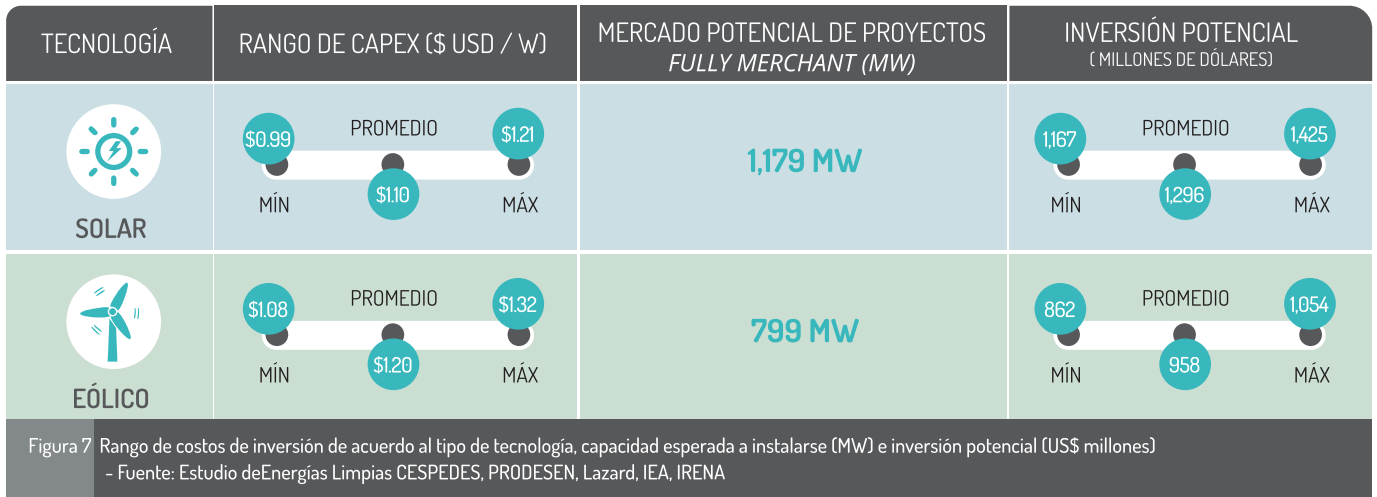 TECNOLOGÍA
RANGO DE CAPEX ($ USD / W)
MERCADO POTENCIAL DE PROYECTOS
FULLY MERCHANT (MW)
INVERSIÓN POTENCIAL
( MILLONES DE DÓLARES)
SOLAR
$0.99
PROMEDIO
$1.21
$1.10
MÍN
MÁX
1,179 MW
1,167
PROMEDIO
1,425
1,296
MÍN
MÁX
EÓLICO
$1.08
PROMEDIO
$1.32
$1.20
MÍN
MÁX
799 MW
862
PROMEDIO
1,054
958
MÍN
MÁX
Figura 7 Rango de costos de inversión de acuerdo al tipo de tecnología, capacidad esperada a instalarse (MW) e inversión potencial (US$ millones)
– Fuente: Estudio deEnergías Limpias CESPEDES, PRODESEN, Lazard, IEA, IRENA